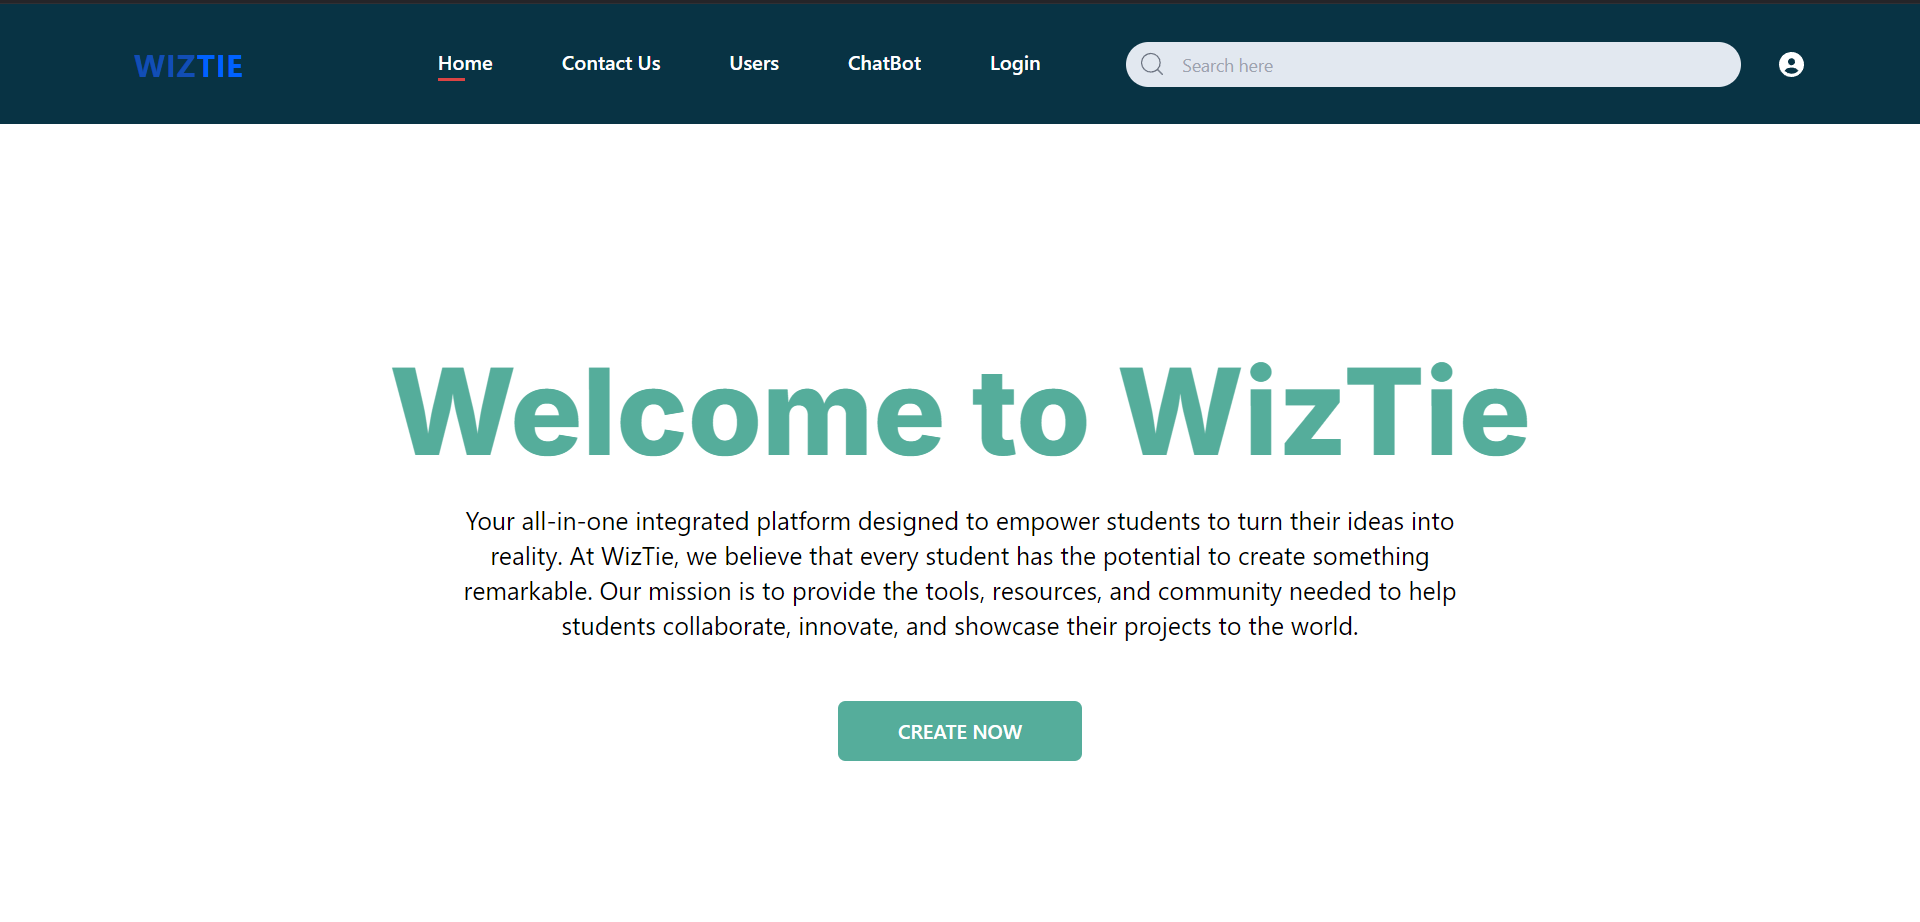 WIZTIE Home Contact Us Users ChatBot Login Search here
Welcome to WizTie
Your all-in-one integrated platform designed to empower students to turn their ideas into
reality. At WizTie, we believe that every student has the potential to create something
remarkable. Our mission is to provide the tools, resources, and community needed to help
students collaborate, innovate, and showcase their projects to the world.
CREATE NOW